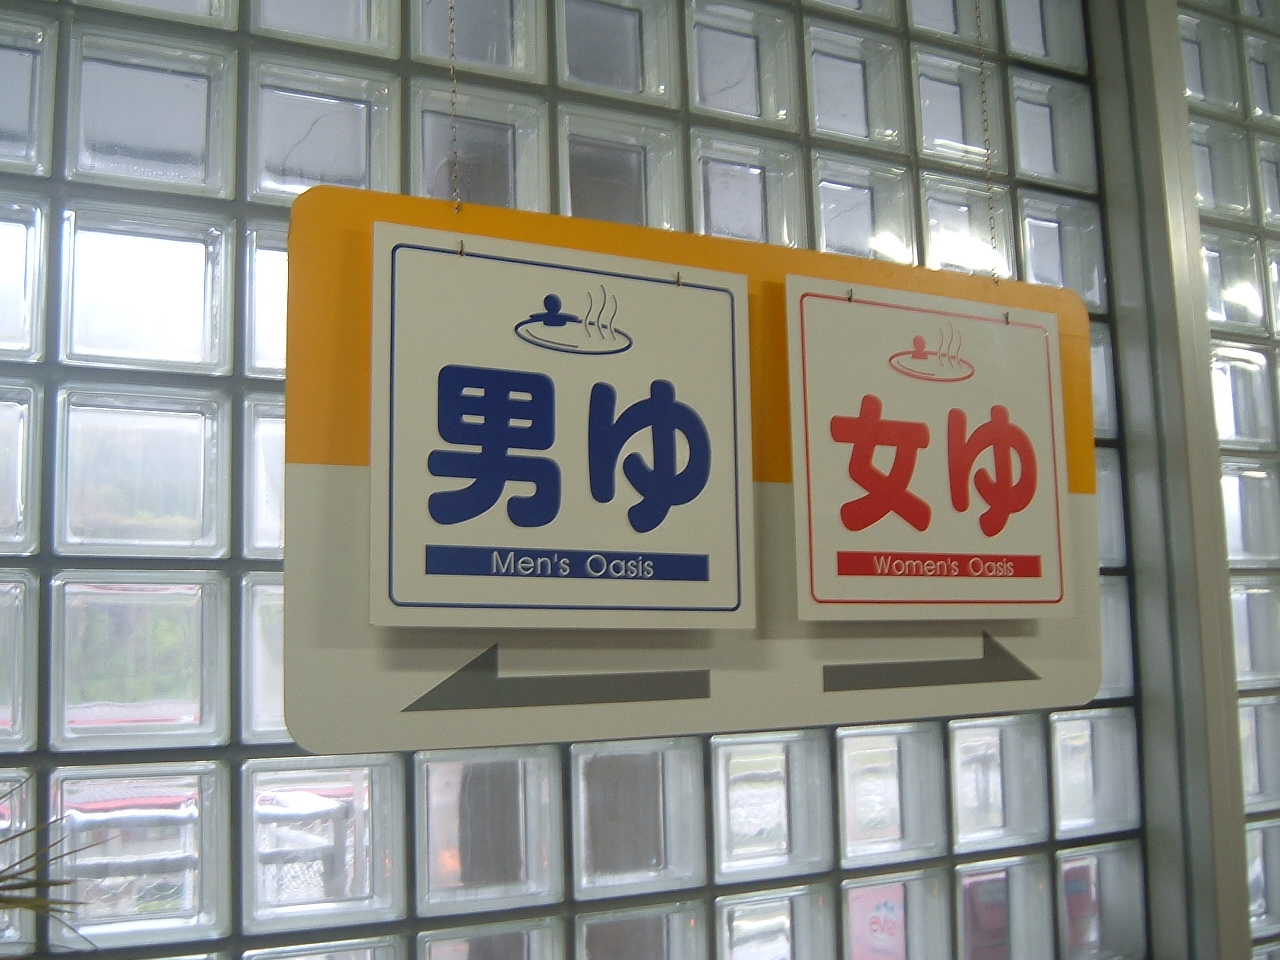 男ゆ
Men's Oasis
女ゆ
Women's Oasis